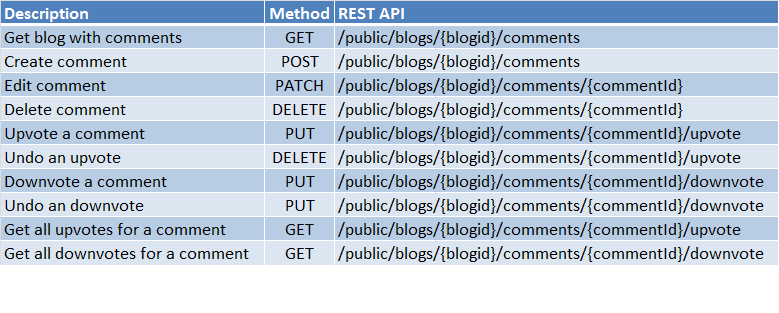 Description Method REST API
Get blog with comments GET /public/blogs/{blogid}/comments
Create comment POST /public/blogs/{blogid}/comments
Edit comment PATCH /public/blogs/{blogid}/comments/{commentId}
Delete comment DELETE /public/blogs/{blogid}/comments/{commentId}
Upvote a comment PUT /public/blogs/{blogid}/comments/{commentId}/upvote
Undo an upvote DELETE /public/blogs/{blogid}/comments/{commentId}/upvote
Downvote a comment PUT /public/blogs/{blogid}/comments/{commentId}/downvote
Undo an downvote PUT /public/blogs/{blogid}/comments/{commentId}/downvote
Get all upvotes for a comment GET /public/blogs/{blogid}/comments/{commentId}/upvote
Get all downvotes for a comment GET /public/blogs/{blogid}/comments/{commentId}/downvote